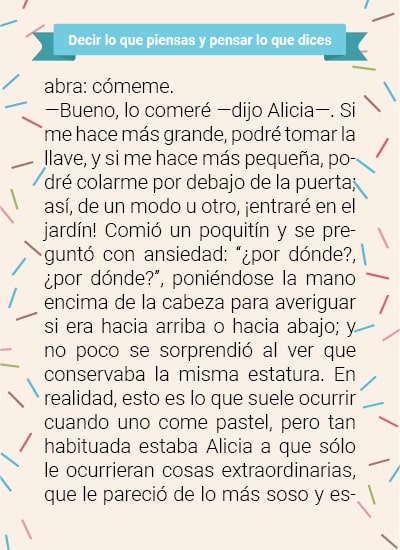 Decir lo que piensas y pensar lo que dices
abra: cómeme.
—Bueno, lo comeré —dijo Alicia—. Si
me hace más grande, podré tomar la
llave, y si me hace más pequeña, po-
dré colarme por debajo de la puerta;
así, de un modo u otro, ¡entraré en el
jardín! Comió un poquitín y se pre-
guntó con ansiedad: “¿por dónde?,
¿por dónde?”, poniéndose la mano
encima de la cabeza para averiguar
si era hacia arriba o hacia abajo; y
no poco se sorprendió al ver que
conservaba la misma estatura. En
realidad, esto es lo que suele ocurrir
cuando uno come pastel, pero tan
habituada estaba Alicia a que sólo
le ocurrieran cosas extraordinarias,
que le pareció de lo más soso y es-